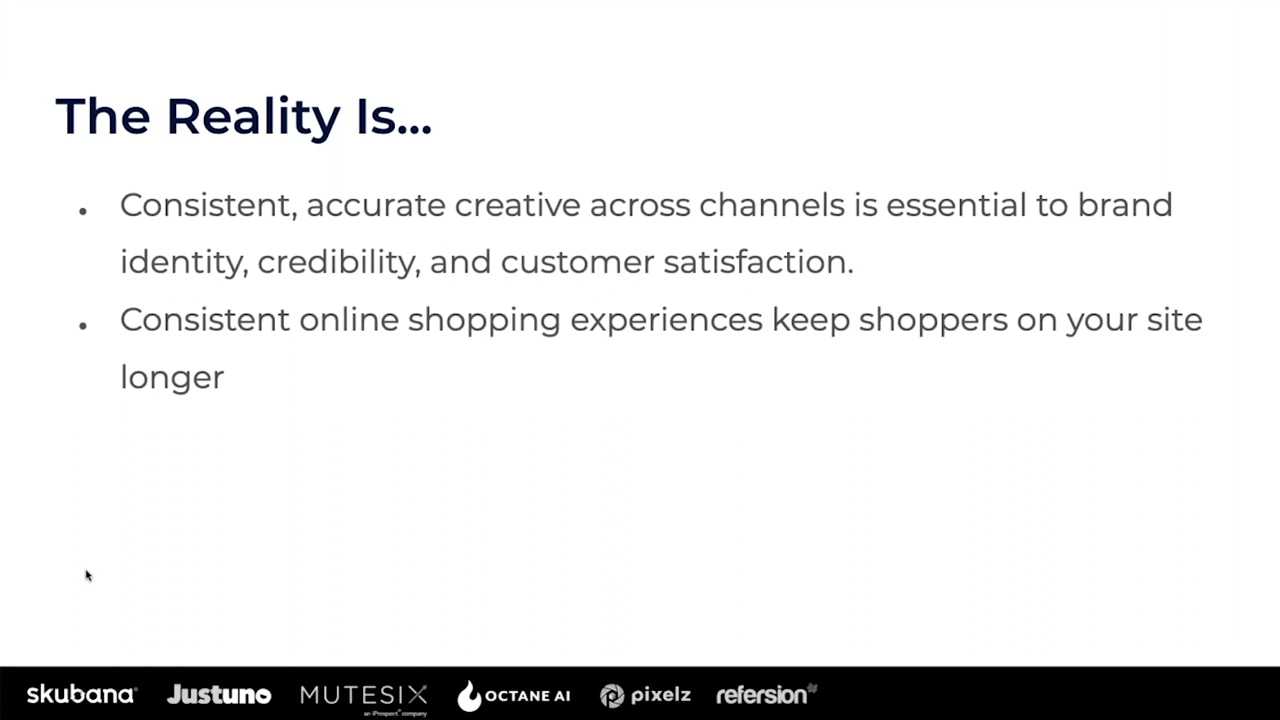 The Reality Is...
• Consistent, accurate creative across channels is essential to brand
identity, credibility, and customer satisfaction.
• Consistent online shopping experiences keep shoppers on your site
longer
skubana Justuno MUTESIX OCTANE AI pixelz refersion
an iProspect company